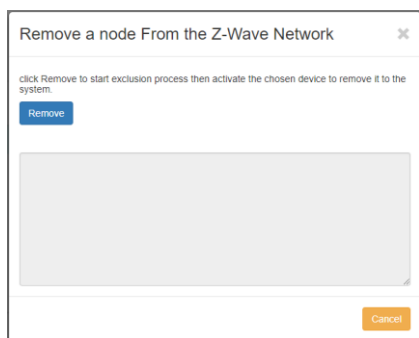 Remove a node From the Z-Wave Network
click Remove to start exclusion process then activate the chosen device to remove it to the
system.
Remove
Cancel